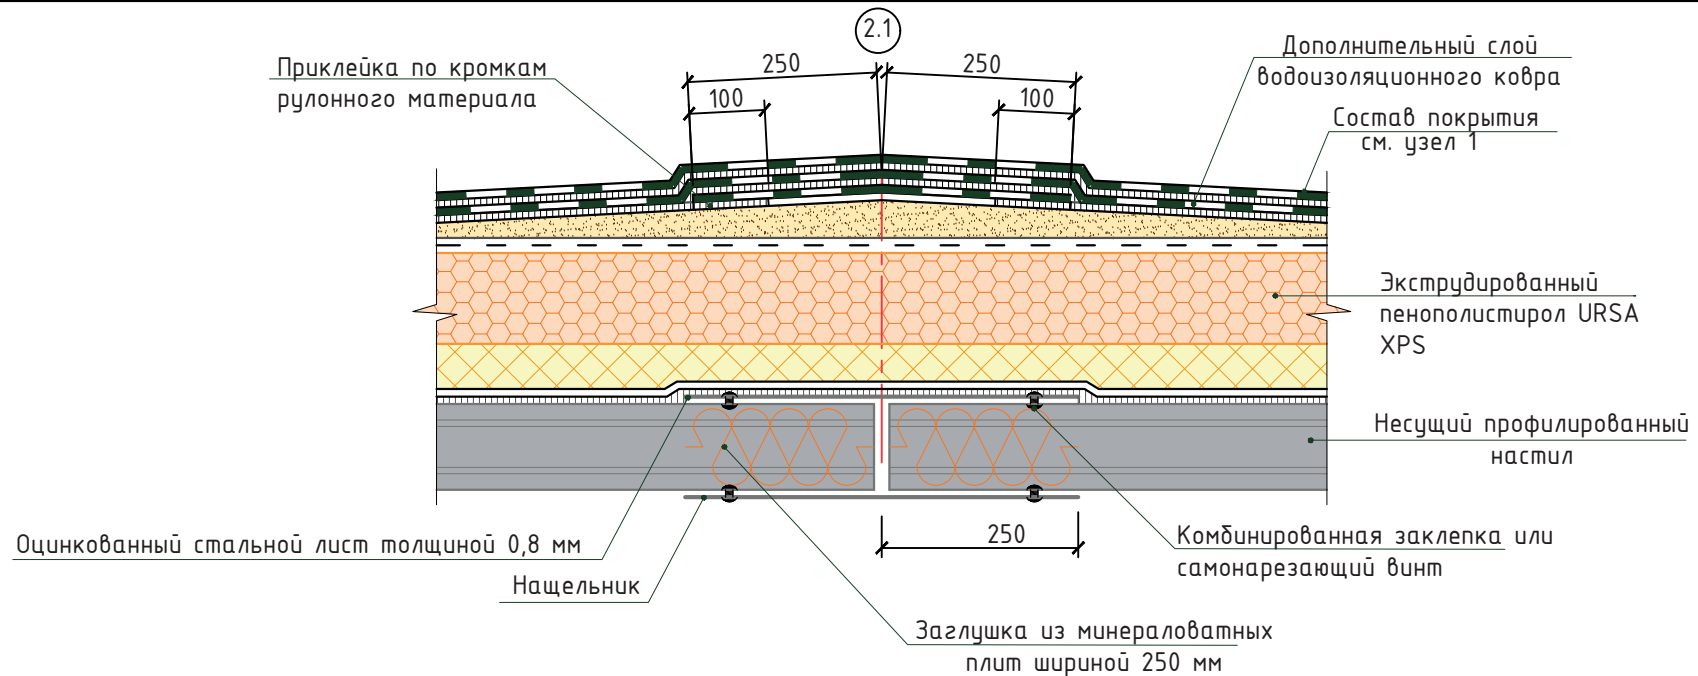 2.1
Приклейка по кромкам
рулонного материала
250
250
100
100
Дополнительный слой
водоизоляционного ковра
Состав покрытия
см. узел 1
Экструдированный
пенополистирол URSA
XPS
Несущий профилированный
настил
250
Оцинкованный стальной лист толщиной 0,8 мм
Нащельник
Комбинированная заклепка или
самонарезающий винт
Заглушка из минераловатных
плит шириной 250 мм